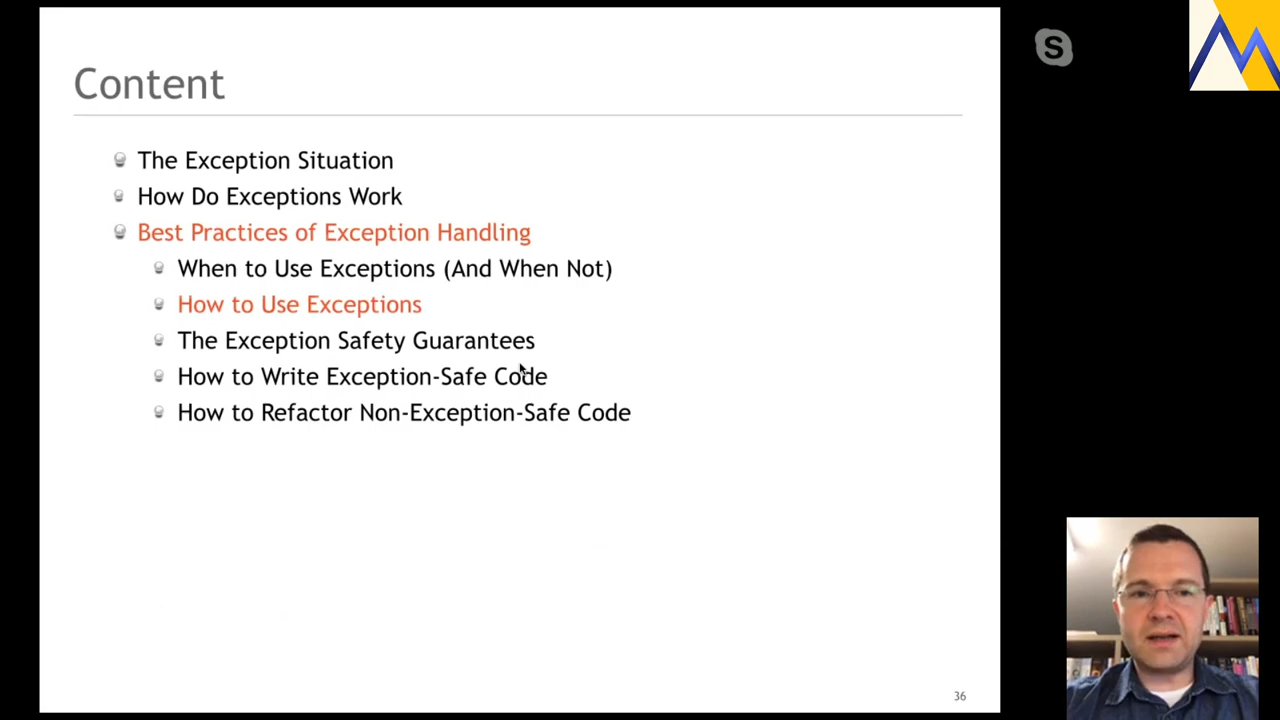 Content
The Exception Situation
How Do Exceptions Work
Best Practices of Exception Handling
When to Use Exceptions (And When Not)
How to Use Exceptions
The Exception Safety Guarantees
How to Write Exception-Safe Code
How to Refactor Non-Exception-Safe Code
36
S